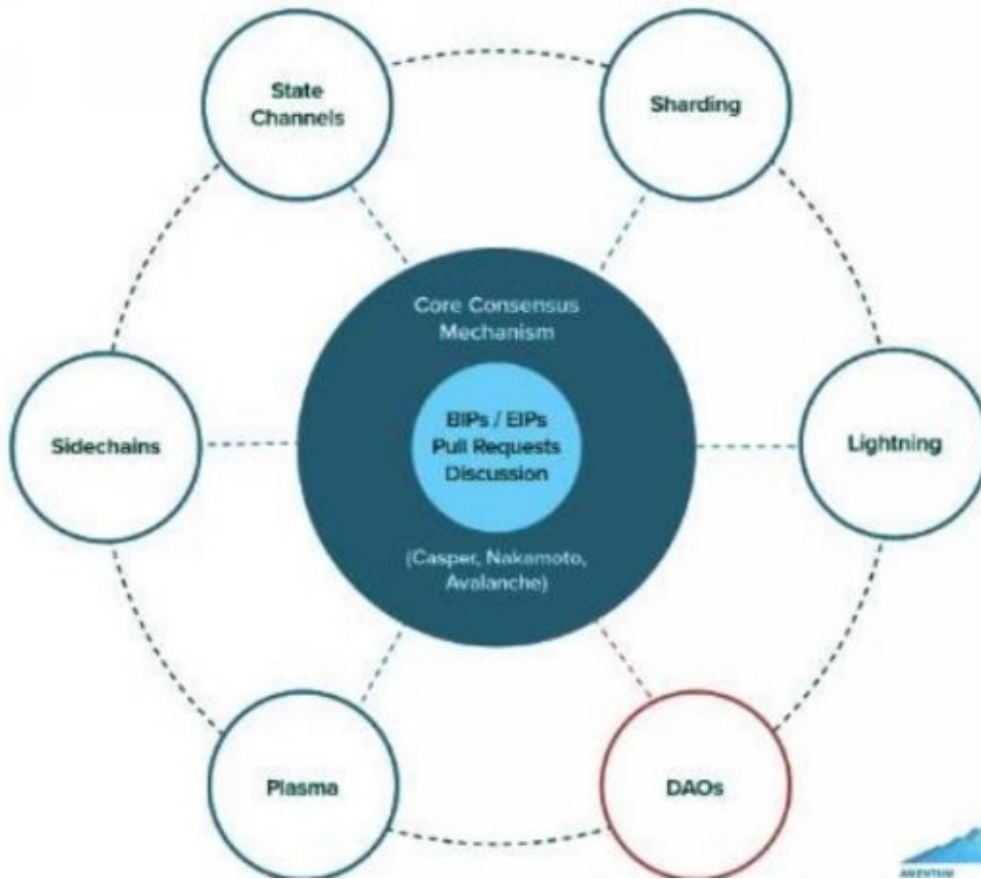 State
Channels
Sharding
Core Consensus
Mechanism
BIPs / EIPs
Pull Requests
Discussion
Sidechains
Lightning
(Casper, Nakamoto,
Avalanche)
Plasma
DAOs